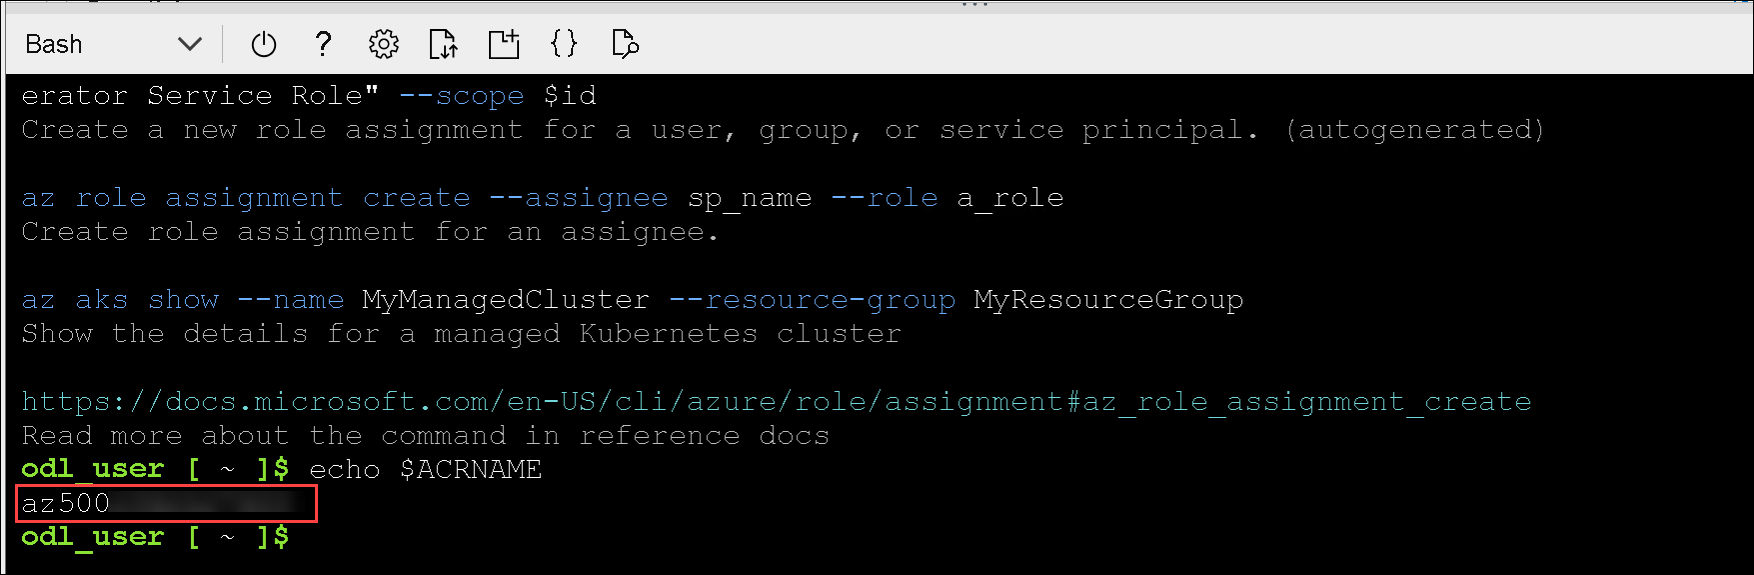 Bash
erator Service Role" --scope $id
Create a new role assignment for a user, group, or service principal. (autogenerated)
az role assignment create --assignee sp_name --role a_role
Create role assignment for an assignee.
az aks show --name MyManagedCluster --resource-group MyResourceGroup
Show the details for a managed Kubernetes cluster
https://docs.microsoft.com/en-US/cli/azure/role/assignment#az_role_assignment_create
Read more about the command in reference docs
odl_user [ ~ ]$ echo $ACRNAME
az500
odl_user [ ~ ]$